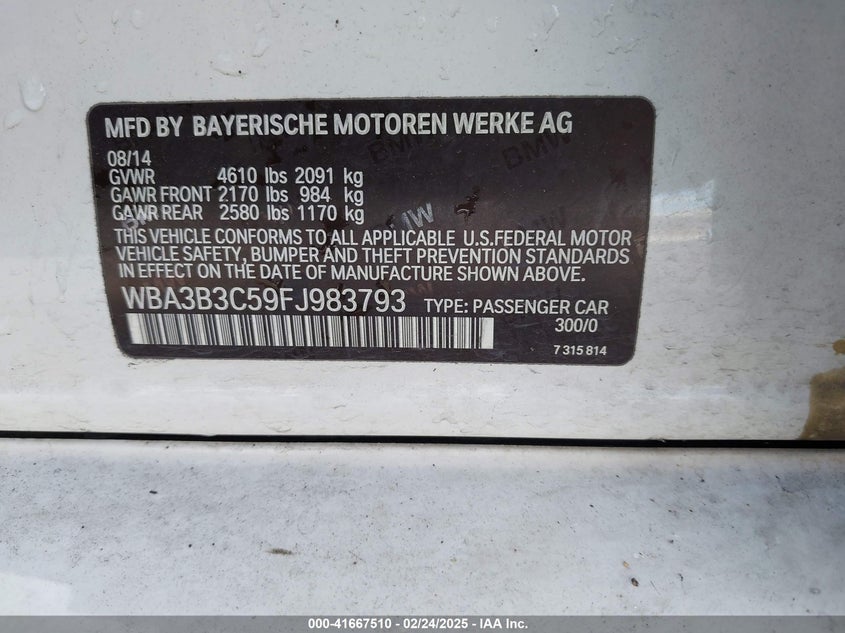 MFD BY BAYERISCHE MOTOREN WERKE AG
08/14
GVWR 4610 lbs 2091 kg
GAWR FRONT 2170 lbs 984 kg
GAWR REAR 2580 lbs 1170 kg
THIS VEHICLE CONFORMS TO ALL APPLICABLE U.S.FEDERAL MOTOR
VEHICLE SAFETY, BUMPER AND THEFT PREVENTION STANDARDS
IN EFFECT ON THE DATE OF MANUFACTURE SHOWN ABOVE.
WBA3B3C59FJ983793 TYPE: PASSENGER CAR
300/0
7 315 814
000-41667510 - 02/24/2025 - IAA Inc.